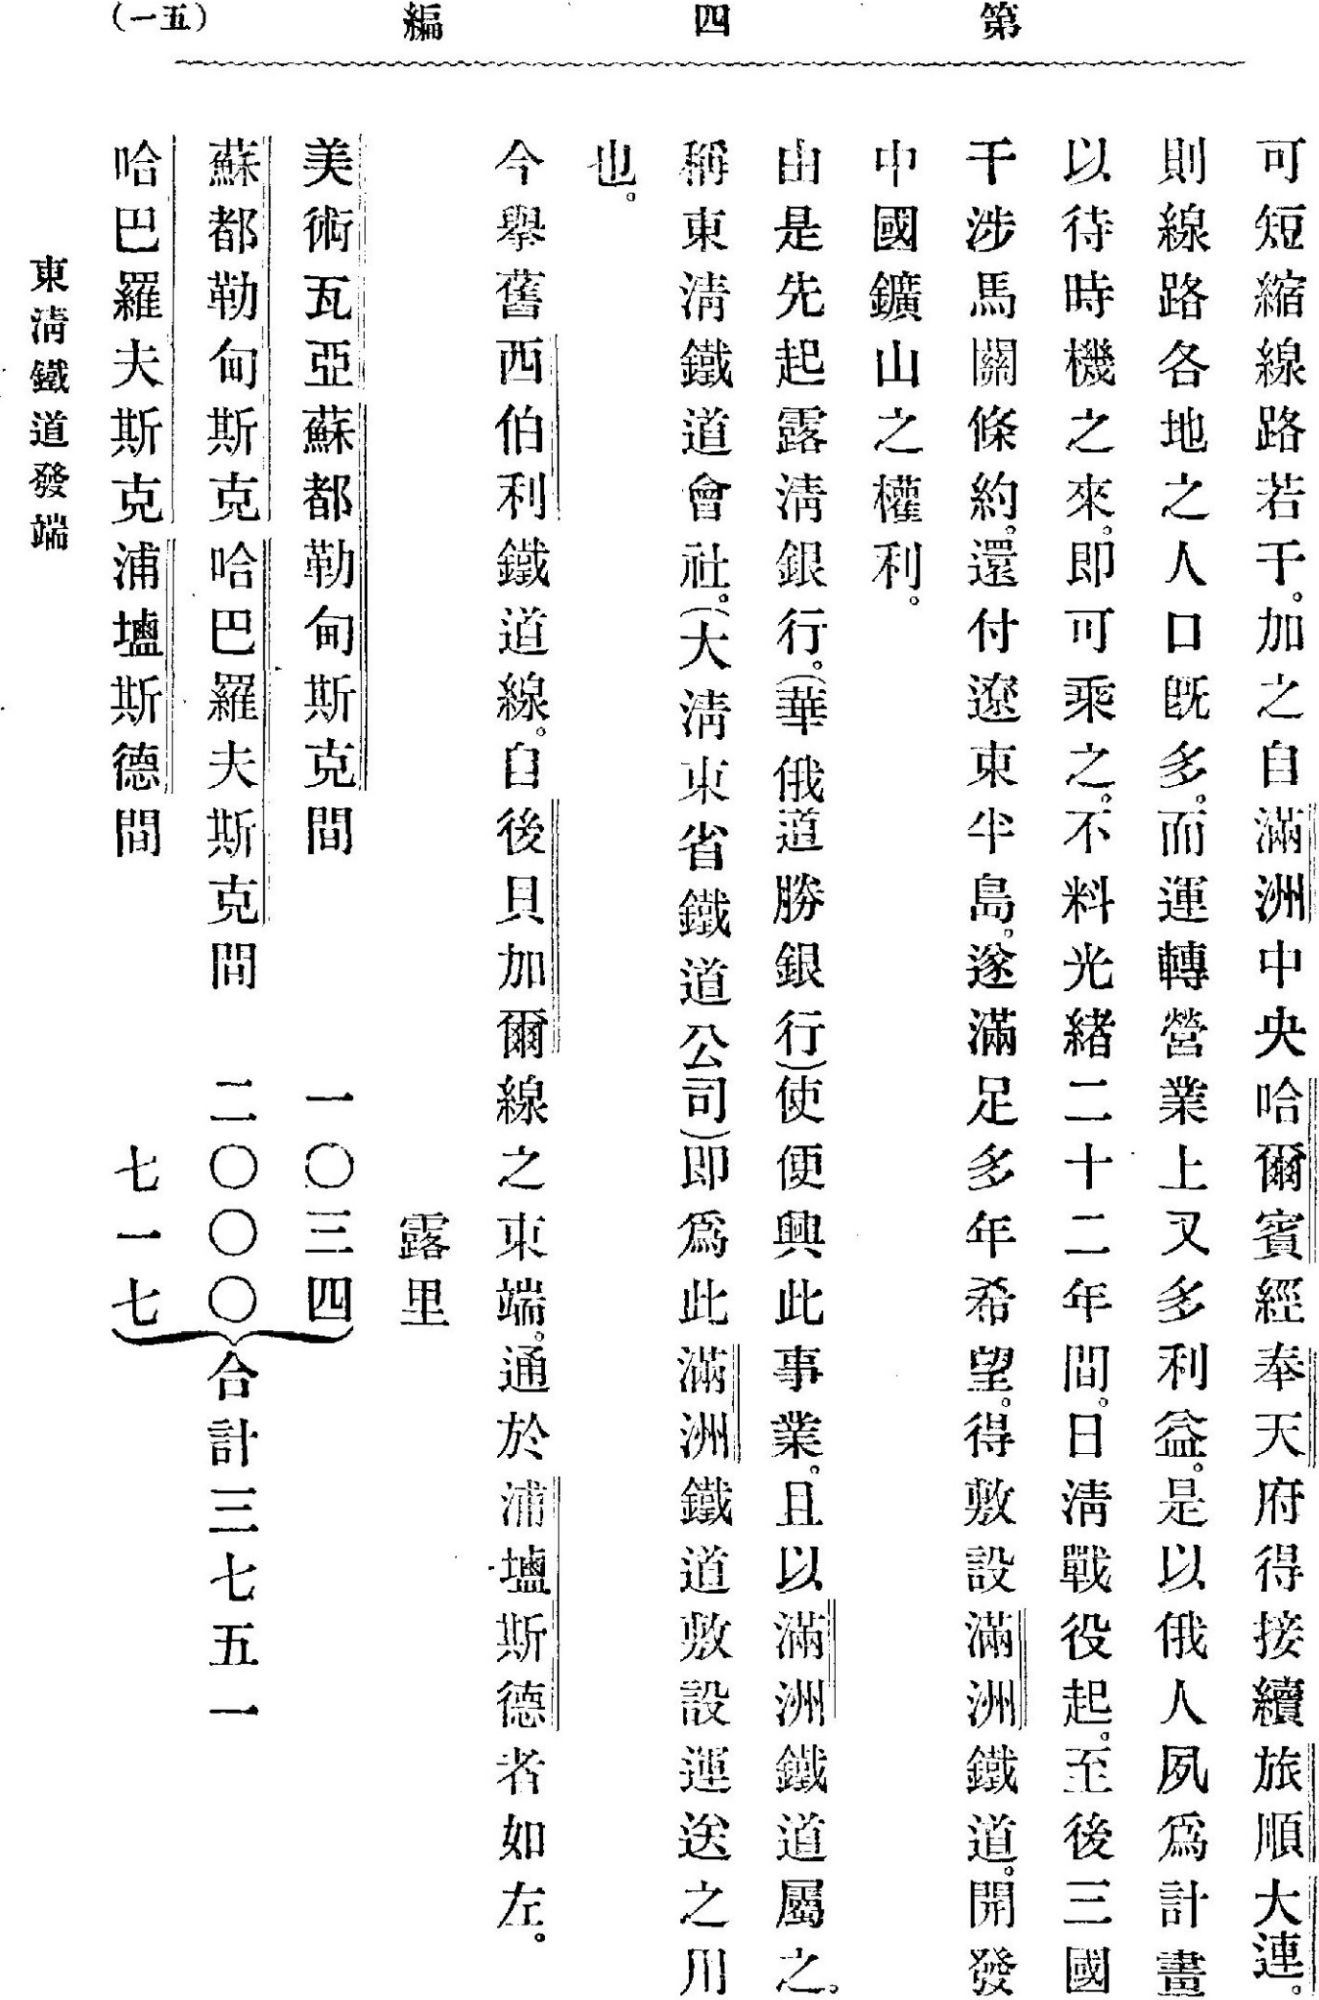 第四編
(一五)
可短縮線路若干。加之自滿洲中央哈爾賓經奉天府得接續旅順大連。
則線路各地之人口既多。而運轉營業上又多利益。是以俄人夙爲計畫
以待時機之來。即可乘之。不料光緒二十二年間。日淸戰役起。至後三國
干涉馬關條約。還付遼東半島。遂滿足多年希望。得敷設滿洲鐵道。開發
中國鑛山之權利。
由是先起露淸銀行。(華俄道勝銀行)使便興此事業。且以滿洲鐵道屬之。
稱東淸鐵道會社。(大淸東省鐵道公司)即爲此滿洲鐵道敷設運送之用
也。
今擧舊西伯利鐵道線。自後貝加爾線之東端。通於浦壚斯德者如左。
露里
美術瓦亞蘇都勒甸斯克間 一〇三四
蘇都勒甸斯克哈巴羅夫斯克間 二〇〇〇 合計三七五一
哈巴羅夫斯克浦壚斯德間 七一七
東淸鐵道發端